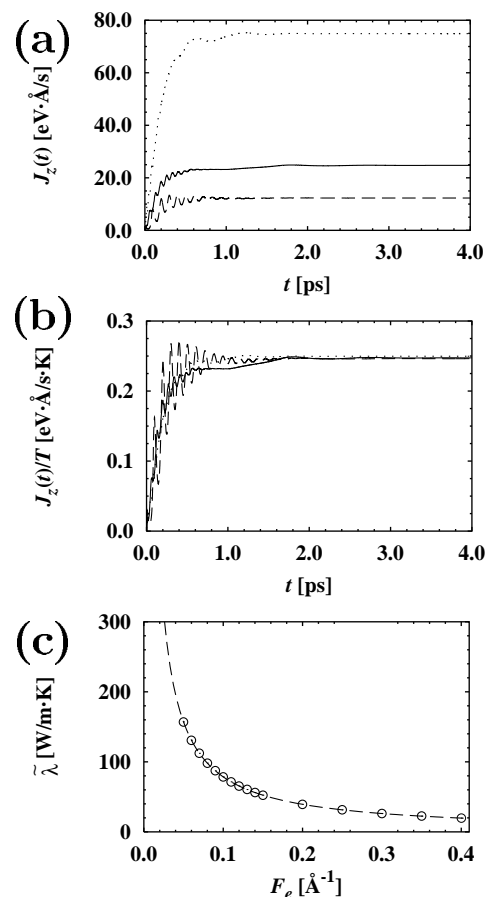 (a)
80.0
60.0
40.0
20.0
0.0
J_z(t) [eV·Å/s]
0.0 1.0 2.0 3.0 4.0
t [ps]
(b)
0.3
0.2
0.1
0.0
J_z(t)/T [eV·Å/s·K]
0.0 1.0 2.0 3.0 4.0
t [ps]
(c)
300
200
100
0
λ̃ [W/m·K]
0.0 0.1 0.2 0.3 0.4
F_e [Å⁻¹]